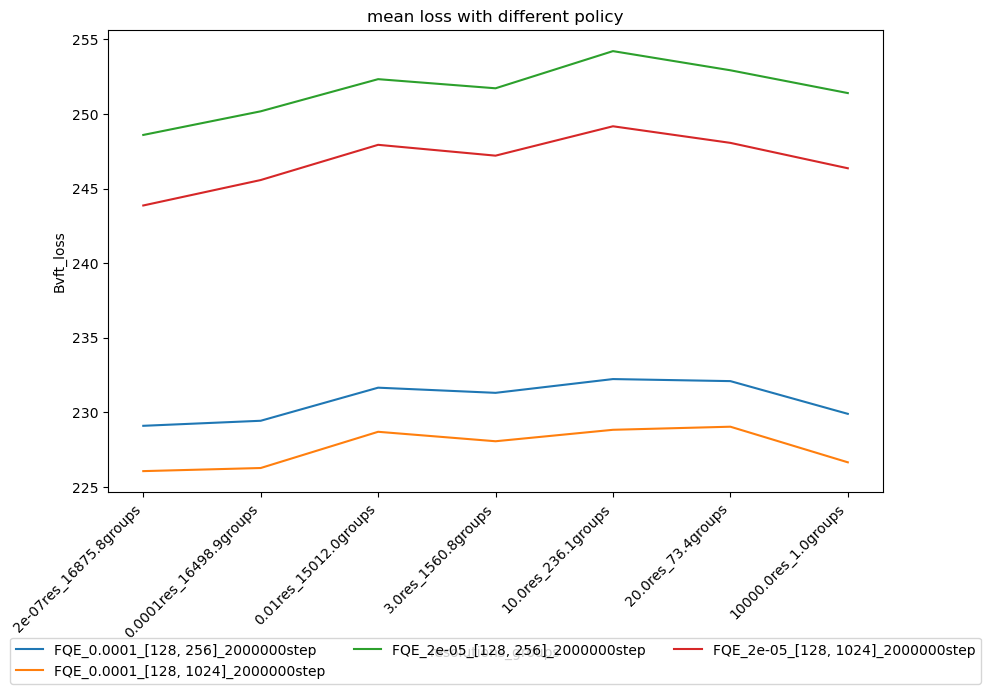 mean loss with different policy
255
250
245
240
235
230
225
Bvft_loss
2e-07res_16875.8groups
0.0001res_16498.9groups
0.01res_15012.0groups
3.0res_1560.8groups
10.0res_236.1groups
20.0res_73.4groups
10000.0res_1.0groups
FQE_0.0001_[128, 256]_2000000step
FQE_0.0001_[128, 1024]_2000000step
FQE_2e-05_[128, 256]_2000000step
FQE_2e-05_[128, 1024]_2000000step